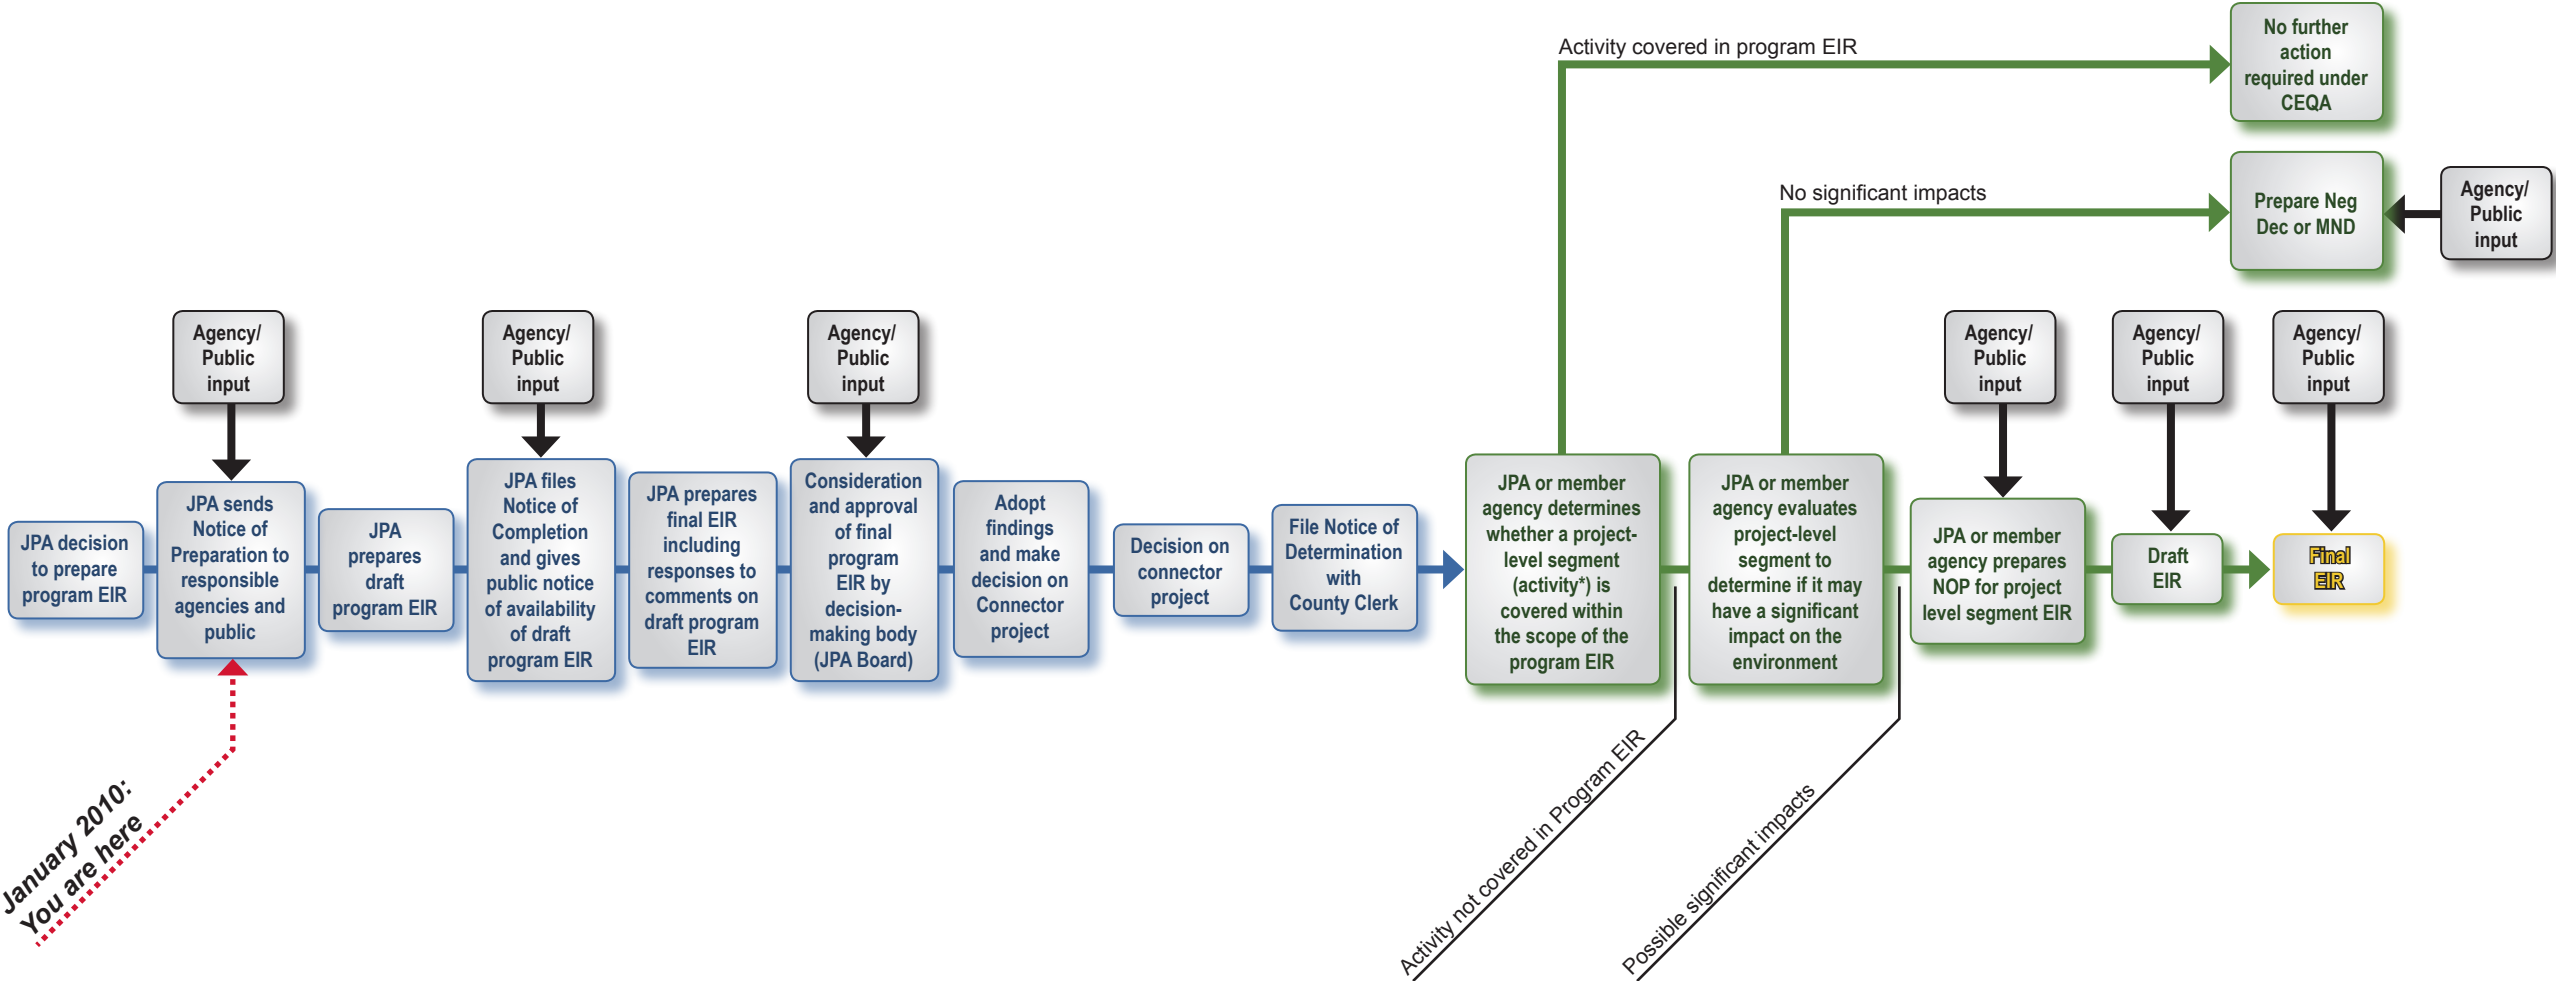 Activity covered in program EIR
No further
action
required under
CEQA
No significant impacts
Prepare Neg
Dec or MND
Agency/
Public
input
Agency/
Public
input
Agency/
Public
input
Agency/
Public
input
Agency/
Public
input
Agency/
Public
input
Agency/
Public
input
JPA decision
to prepare
program EIR
JPA sends
Notice of
Preparation to
responsible
agencies and
public
JPA
prepares
draft
program EIR
JPA files
Notice of
Completion
and gives
public notice
of availability
of draft
program EIR
JPA prepares
final EIR
including
responses to
comments on
draft program
EIR
Consideration
and approval
of final
program
EIR by
decision-
making body
(JPA Board)
Adopt
findings
and make
decision on
Connector
project
Decision on
connector
project
File Notice of
Determination
with
County Clerk
JPA or member
agency determines
whether a project-
level segment
(activity*) is
covered within
the scope of the
program EIR
JPA or member
agency evaluates
project-level
segment to
determine if it may
have a significant
impact on the
environment
JPA or member
agency prepares
NOP for project
level segment EIR
Draft
EIR
Final
EIR
January 2010:
You are here
Activity not covered in Program EIR
Possible significant impacts